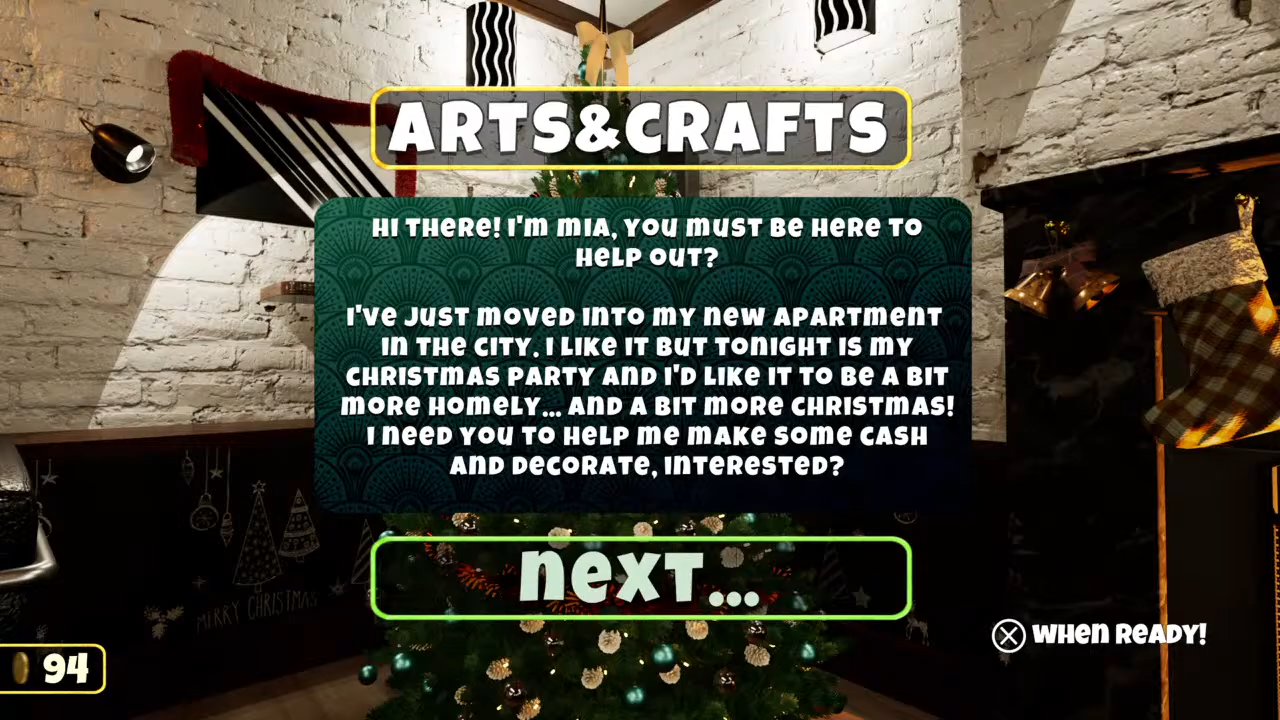 ARTS&CRAFTS
HI THERE! I'M MIA, YOU MUST BE HERE TO
HELP OUT?
I'VE JUST MOVED INTO MY NEW APARTMENT
IN THE CITY. I LIKE IT BUT TONIGHT IS MY
CHRISTMAS PARTY AND I'D LIKE IT TO BE A BIT
MORE HOMELY... AND A BIT MORE CHRISTMAS!
I NEED YOU TO HELP ME MAKE SOME CASH
AND DECORATE, INTERESTED?
NEXT...
MERRY CHRISTMAS
WHEN READY!
94